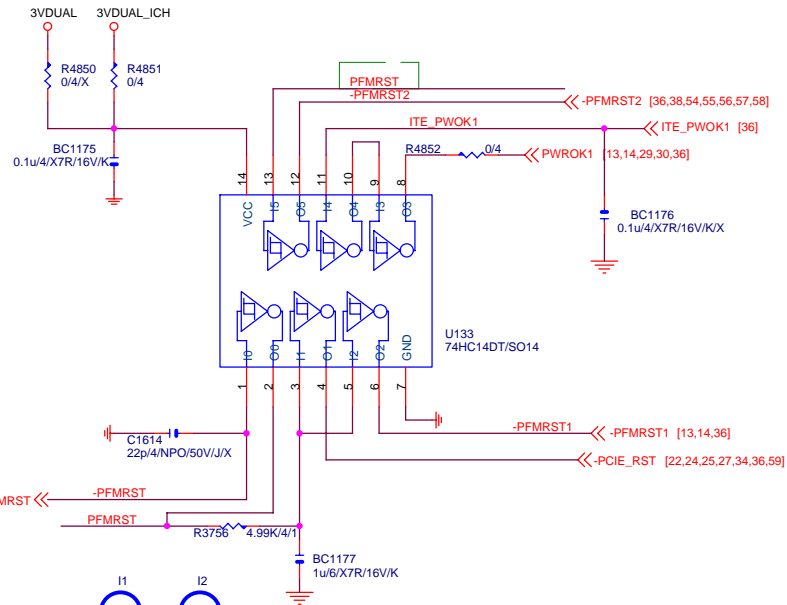 3VDUAL 3VDUAL_ICH
R4850
0/4/X
R4851
0/4
PFMRST
-PFMRST2
-PFMRST2 [36,38,54,55,56,57,58]
ITE_PWOK1
ITE_PWOK1 [36]
BC1175
0.1u/4/X7R/16V/K
R4852 0/4
PWROK1 [13,14,29,30,36]
14 13 12 11 10 9 8
VCC I5 O5 I4 O4 I3 O3
BC1176
0.1u/4/X7R/16V/K/X
U133
74HC14DT/SO14
I0 O0 I1 O1 I2 O2 GND
1 2 3 4 5 6 7
C1614
22p/4/NPO/50V/J/X
-PFMRST1
-PFMRST1 [13,14,36]
-PCIE_RST [22,24,25,27,34,36,59]
MRST
-PFMRST
PFMRST
R3756 4.99K/4/1
BC1177
1u/6/X7R/16V/K
I1 I2